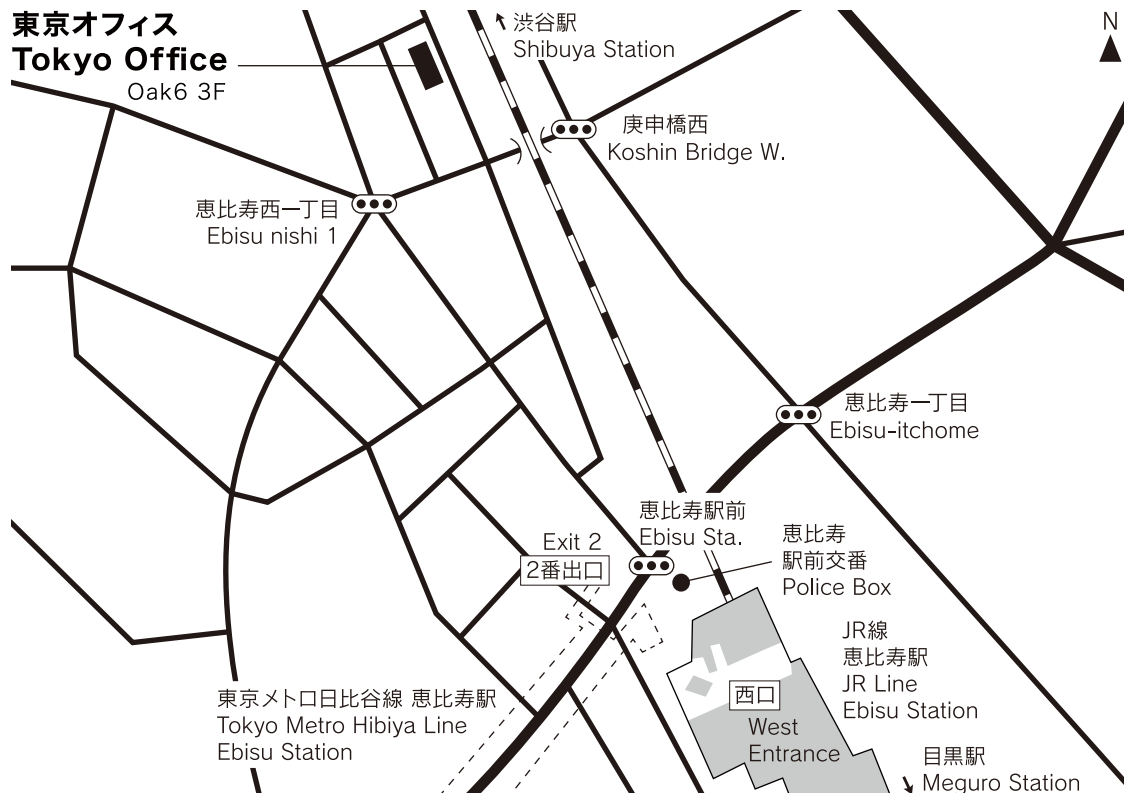 東京オフィス
Tokyo Office
Oak6 3F
渋谷駅
Shibuya Station
N
庚申橋西
Koshin Bridge W.
恵比寿西一丁目
Ebisu nishi 1
恵比寿一丁目
Ebisu-itchome
恵比寿駅前
Ebisu Sta.
Exit 2
2番出口
恵比寿
駅前交番
Police Box
JR線
恵比寿駅
JR Line
Ebisu Station
東京メトロ日比谷線 恵比寿駅
Tokyo Metro Hibiya Line
Ebisu Station
西口
West
Entrance
目黒駅
Meguro Station